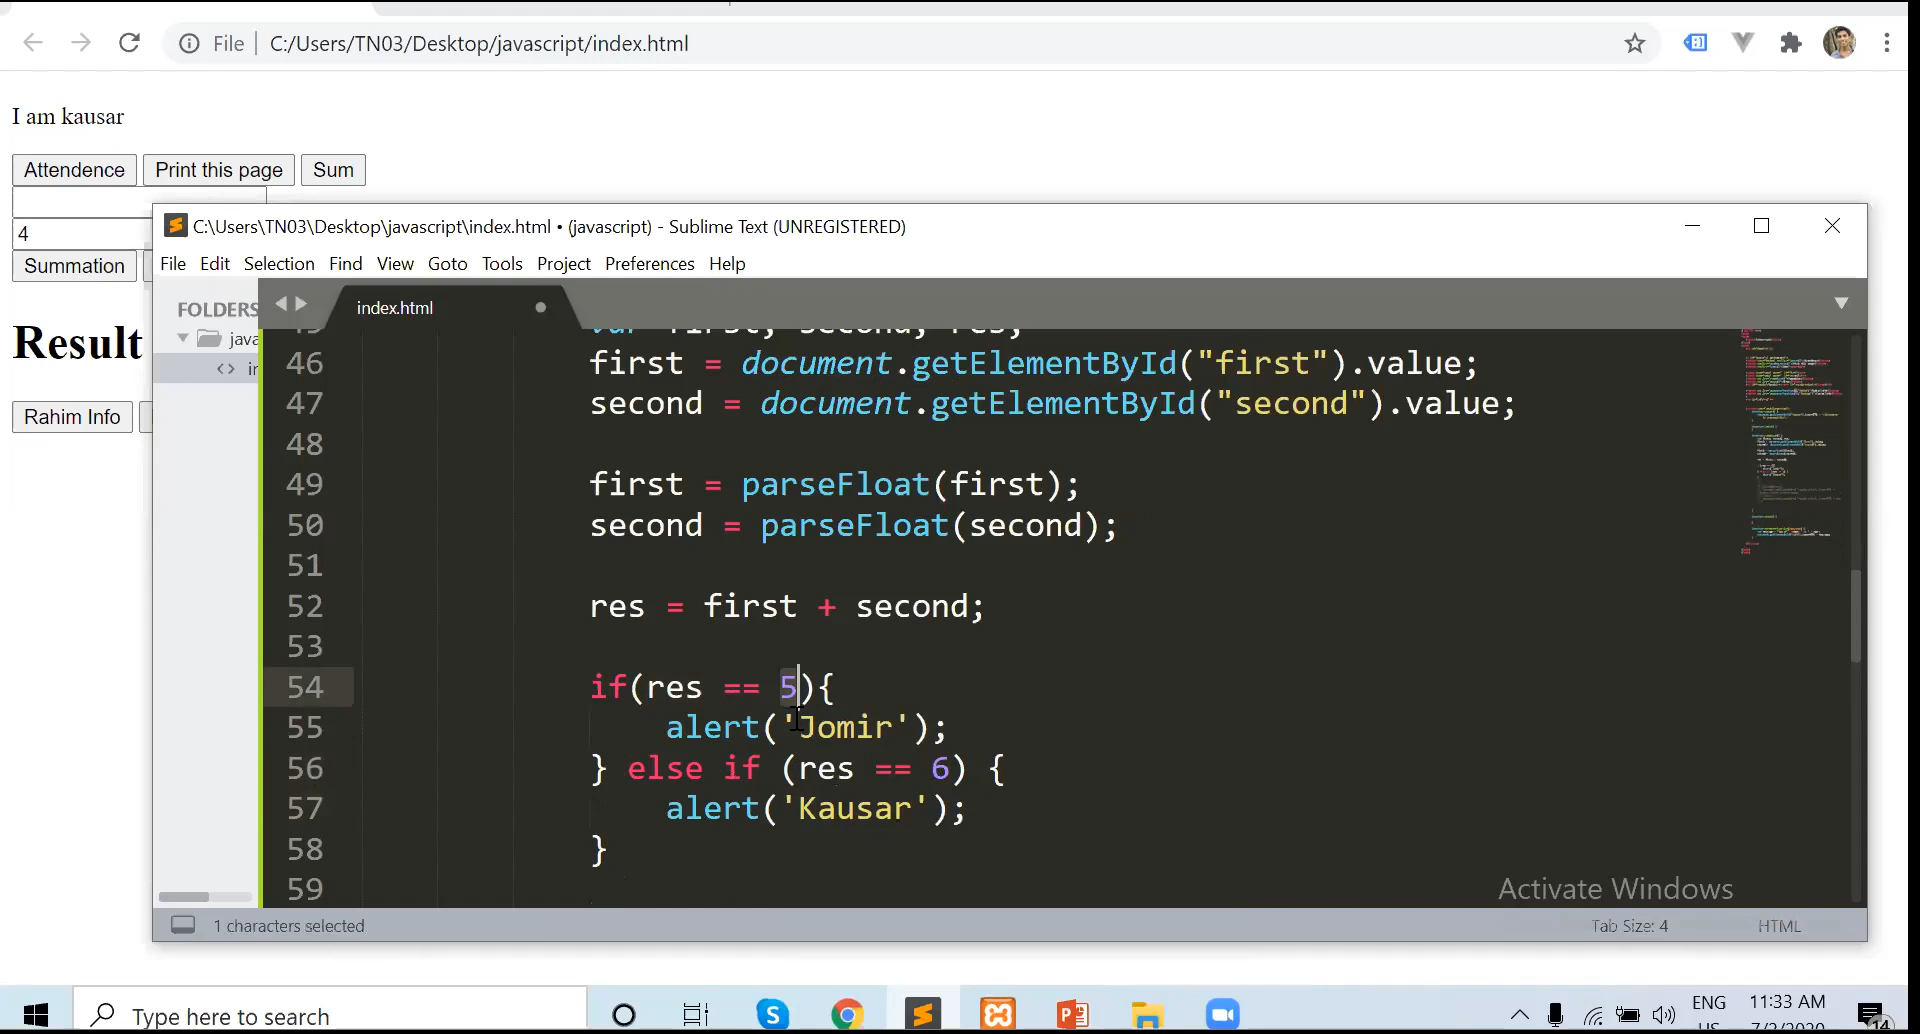 File C:/Users/TN03/Desktop/javascript/index.html
I am kausar
Attendence Print this page Sum
4
Summation
Result
Rahim Info
C:\Users\TN03\Desktop\javascript\index.html • (javascript) - Sublime Text (UNREGISTERED)
File Edit Selection Find View Goto Tools Project Preferences Help
FOLDERS
java
index.html
var first, second, res;
46 first = document.getElementById("first").value;
47 second = document.getElementById("second").value;
48
49 first = parseFloat(first);
50 second = parseFloat(second);
51
52 res = first + second;
53
54 if(res == 5){
55 alert('Jomir');
56 } else if (res == 6) {
57 alert('Kausar');
58 }
59
Activate Windows
1 characters selected
Tab Size: 4
HTML
Type here to search
ENG
11:33 AM